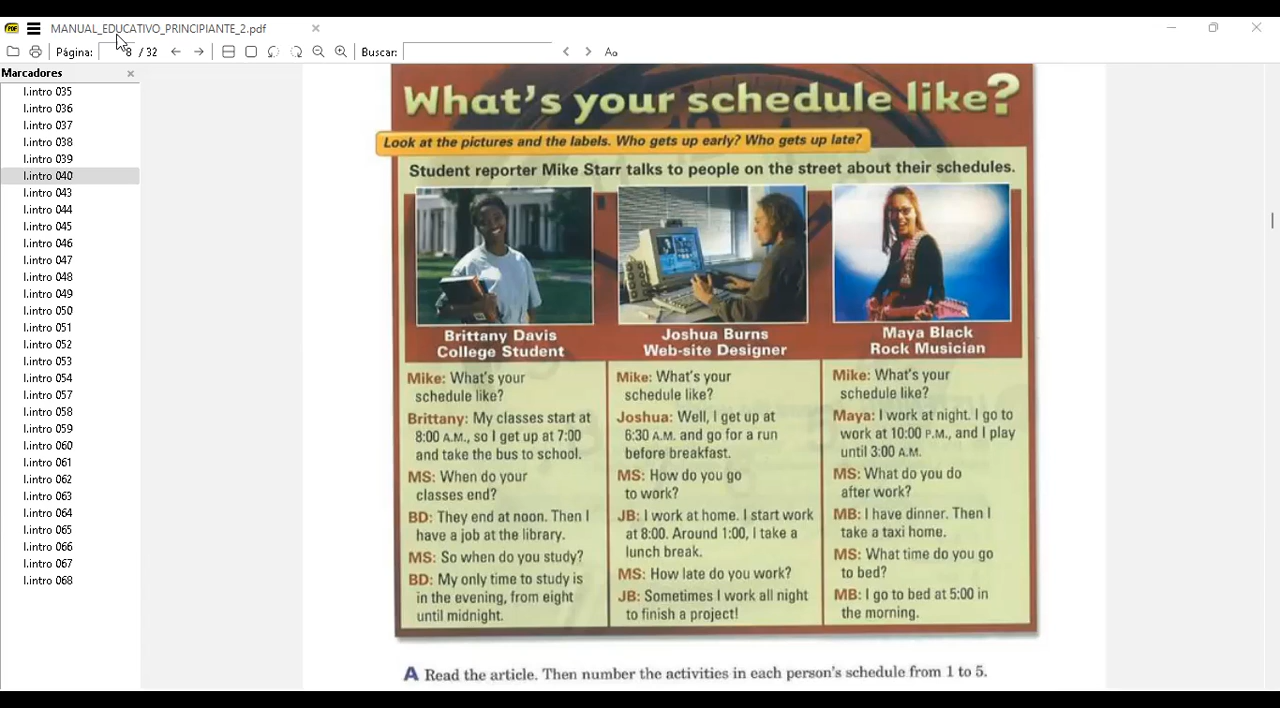 PDF MANUAL_EDUCATIVO_PRINCIPIANTE_2.pdf
Página: 8 / 32 Buscar: Aa
Marcadores
I.intro 035
I.intro 036
I.intro 037
I.intro 038
I.intro 039
I.intro 040
I.intro 043
I.intro 044
I.intro 045
I.intro 046
I.intro 047
I.intro 048
I.intro 049
I.intro 050
I.intro 051
I.intro 052
I.intro 053
I.intro 054
I.intro 057
I.intro 058
I.intro 059
I.intro 060
I.intro 061
I.intro 062
I.intro 063
I.intro 064
I.intro 065
I.intro 066
I.intro 067
I.intro 068
What's your schedule like?
Look at the pictures and the labels. Who gets up early? Who gets up late?
Student reporter Mike Starr talks to people on the street about their schedules.
Brittany Davis
College Student
Mike: What's your
schedule like?
Brittany: My classes start at
8:00 A.M., so I get up at 7:00
and take the bus to school.
MS: When do your
classes end?
BD: They end at noon. Then I
have a job at the library.
MS: So when do you study?
BD: My only time to study is
in the evening, from eight
until midnight.
Joshua Burns
Web-site Designer
Mike: What's your
schedule like?
Joshua: Well, I get up at
6:30 A.M. and go for a run
before breakfast.
MS: How do you go
to work?
JB: I work at home. I start work
at 8:00. Around 1:00, I take a
lunch break.
MS: How late do you work?
JB: Sometimes I work all night
to finish a project!
Maya Black
Rock Musician
Mike: What's your
schedule like?
Maya: I work at night. I go to
work at 10:00 P.M., and I play
until 3:00 A.M.
MS: What do you do
after work?
MB: I have dinner. Then I
take a taxi home.
MS: What time do you go
to bed?
MB: I go to bed at 5:00 in
the morning.
A Read the article. Then number the activities in each person's schedule from 1 to 5.